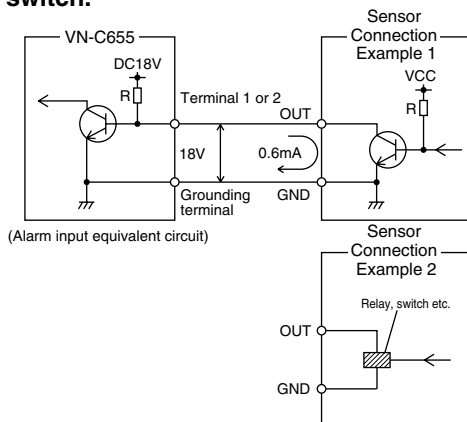 switch.
VN-C655
DC18V
R
Terminal 1 or 2
18V
Grounding
terminal
(Alarm input equivalent circuit)
Sensor
Connection
Example 1
VCC
R
OUT
0.6mA
GND
Sensor
Connection
Example 2
Relay, switch etc.
OUT
GND